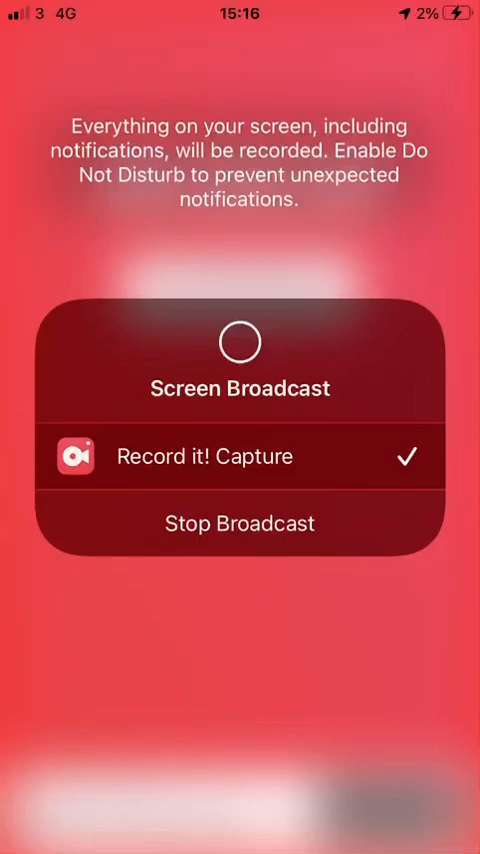 3 4G 15:16 2%
Everything on your screen, including
notifications, will be recorded. Enable Do
Not Disturb to prevent unexpected
notifications.
Screen Broadcast
Record it! Capture
Stop Broadcast